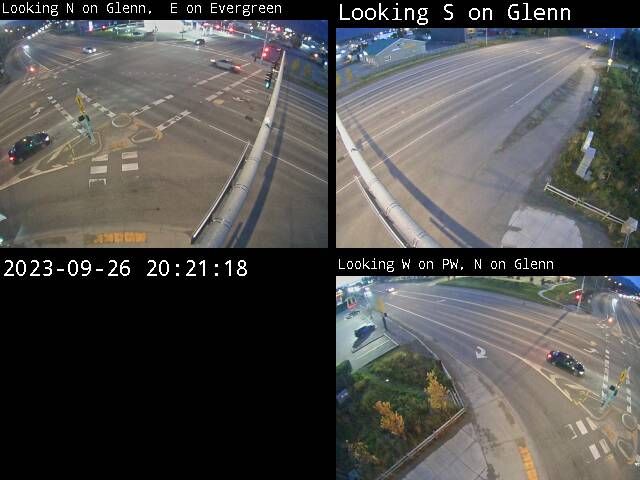 Looking N on Glenn,  E on Evergreen
Looking S on Glenn
2023-09-26 20:21:18
Looking W on PW, N on Glenn